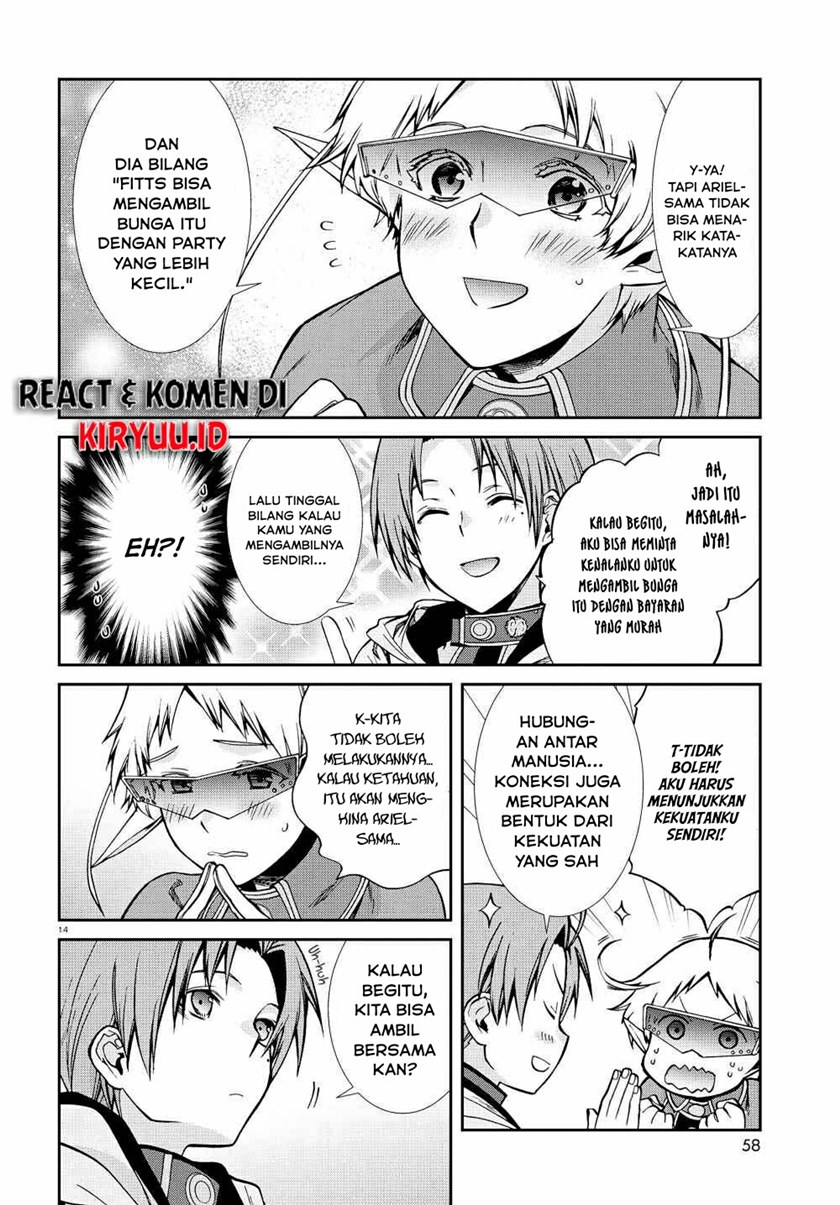 Y-YA!
TAPI ARIEL-
SAMA TIDAK
BISA MENA-
RIK KATA-
KATANYA
DAN
DIA BILANG
"FITTS BISA
MENGAMBIL
BUNGA ITU
DENGAN PARTY
YANG LEBIH
KECIL."
REACT & KOMEN DI
KIRYUU.ID
AH,
JADI ITU
MASALAH-
NYA!
KALAU BEGITU,
AKU BISA MEMINTA
KENALANKU UNTUK
MENGAMBIL BUNGA
ITU DENGAN BAYARAN
YANG MURAH
LALU TINGGAL
BILANG KALAU
KAMU YANG
MENGAMBILNYA
SENDIRI...
EH?!
T-TIDAK
BOLEH!
AKU HARUS
MENUNJUKKAN
KEKUATANKU
SENDIRI!
HUBUNG-
AN ANTAR
MANUSIA...
KONEKSI JUGA
MERUPAKAN
BENTUK DARI
KEKUATAN
YANG SAH
K-KITA
TIDAK BOLEH
MELAKUKANNYA...
KALAU KETAHUAN,
ITU AKAN MENG-
HINA ARIEL-
SAMA...
14
Uh-huh
KALAU
BEGITU,
KITA BISA
AMBIL
BERSAMA
KAN?
58